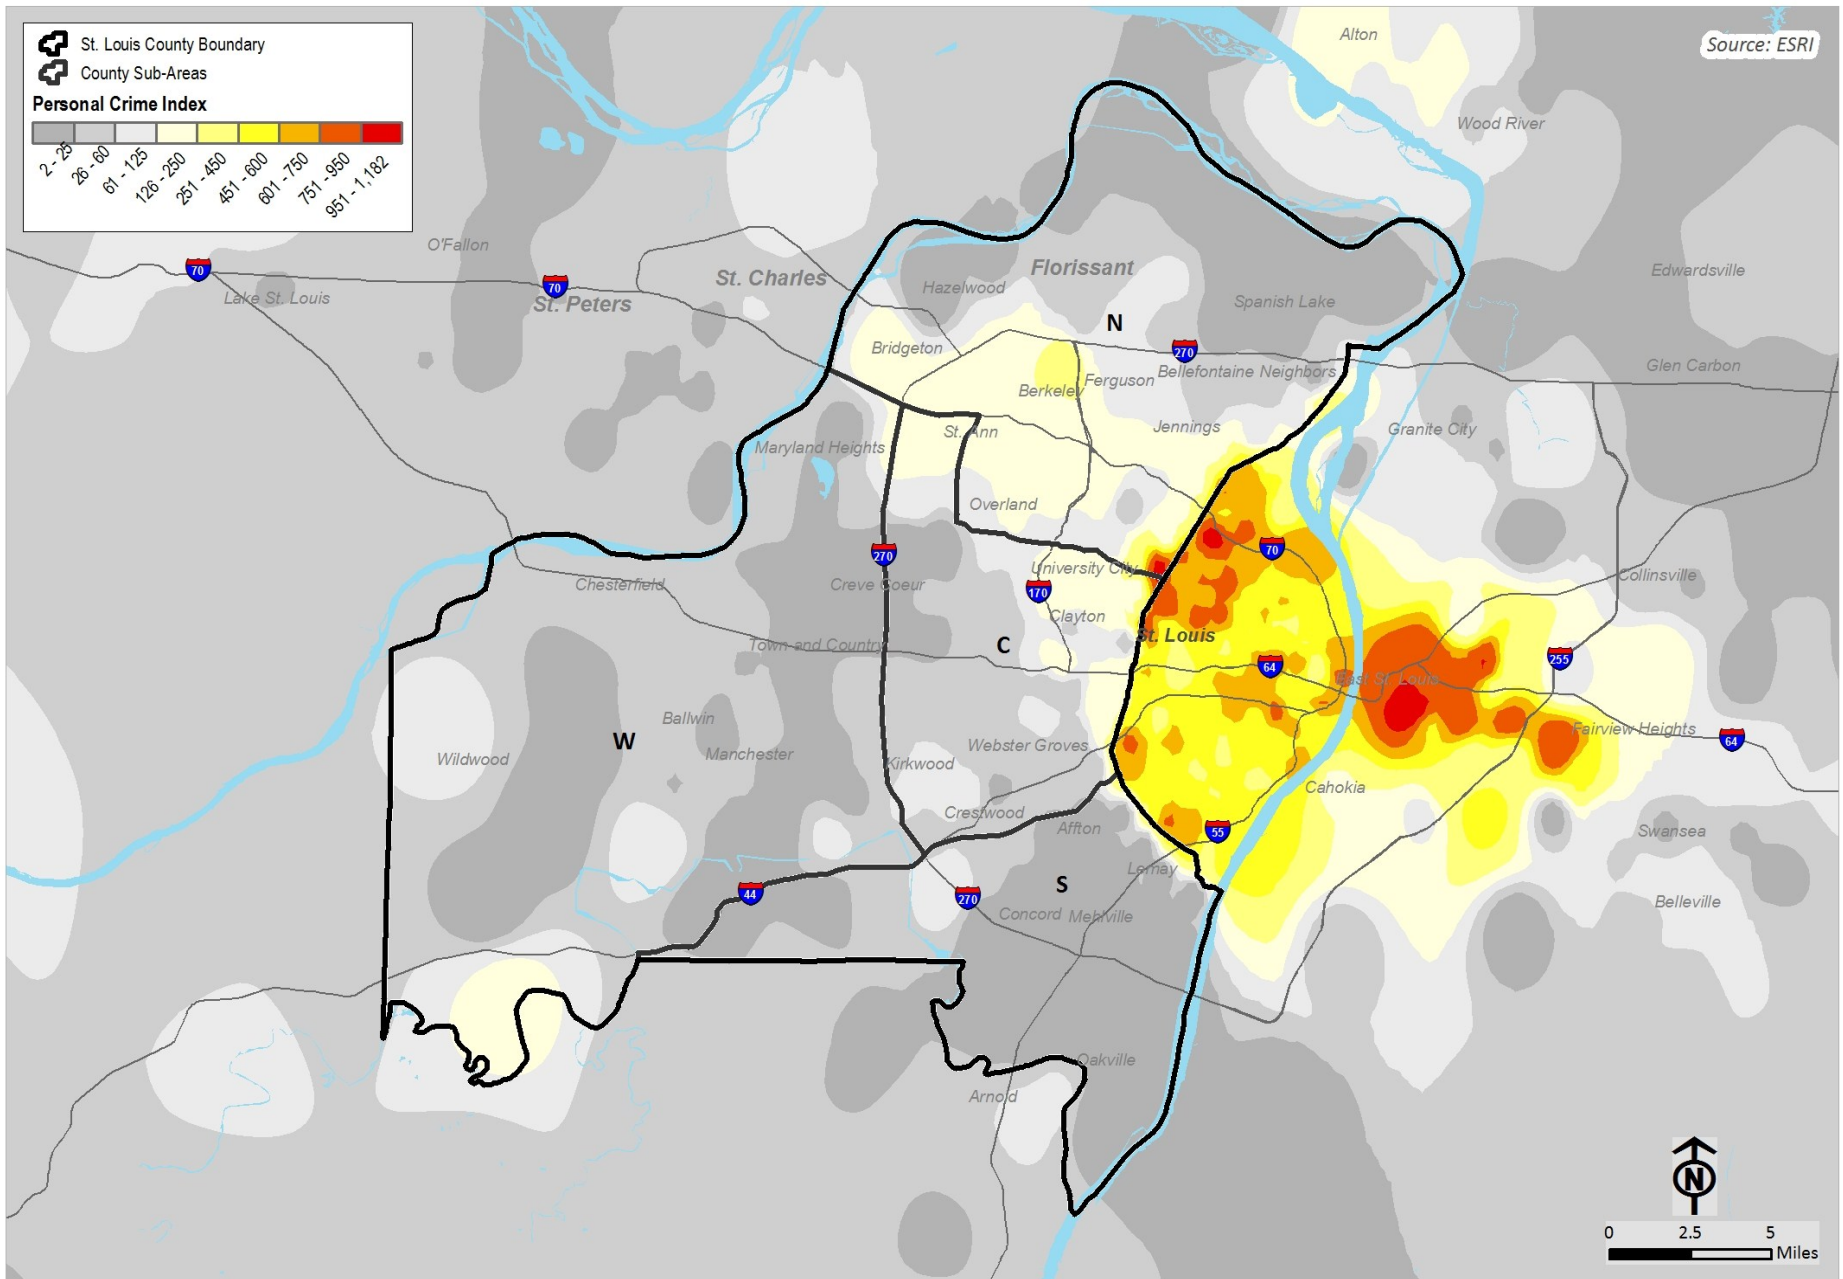 St. Louis County Boundary
County Sub-Areas
Personal Crime Index
2 - 25
26 - 60
61 - 125
126 - 250
251 - 450
451 - 600
601 - 750
751 - 950
951 - 1,182
Source: ESRI
Alton
Wood River
O'Fallon
70
Lake St. Louis
70
St. Peters
St. Charles
Hazelwood
Florissant
Spanish Lake
Edwardsville
N
Bridgeton
270
Berkeley
Ferguson
Bellefontaine Neighbors
Glen Carbon
Maryland Heights
St. Ann
Jennings
Granite City
Overland
270
70
Chesterfield
Creve Coeur
University City
170
Collinsville
Clayton
Town and Country
C
St. Louis
64
255
East St. Louis
Ballwin
W
Manchester
Wildwood
Webster Groves
Kirkwood
Fairview Heights
64
Cahokia
Crestwood
Affton
55
Swansea
Lemay
44
270
S
Concord
Mehlville
Belleville
Oakville
Arnold
N
0 2.5 5
Miles